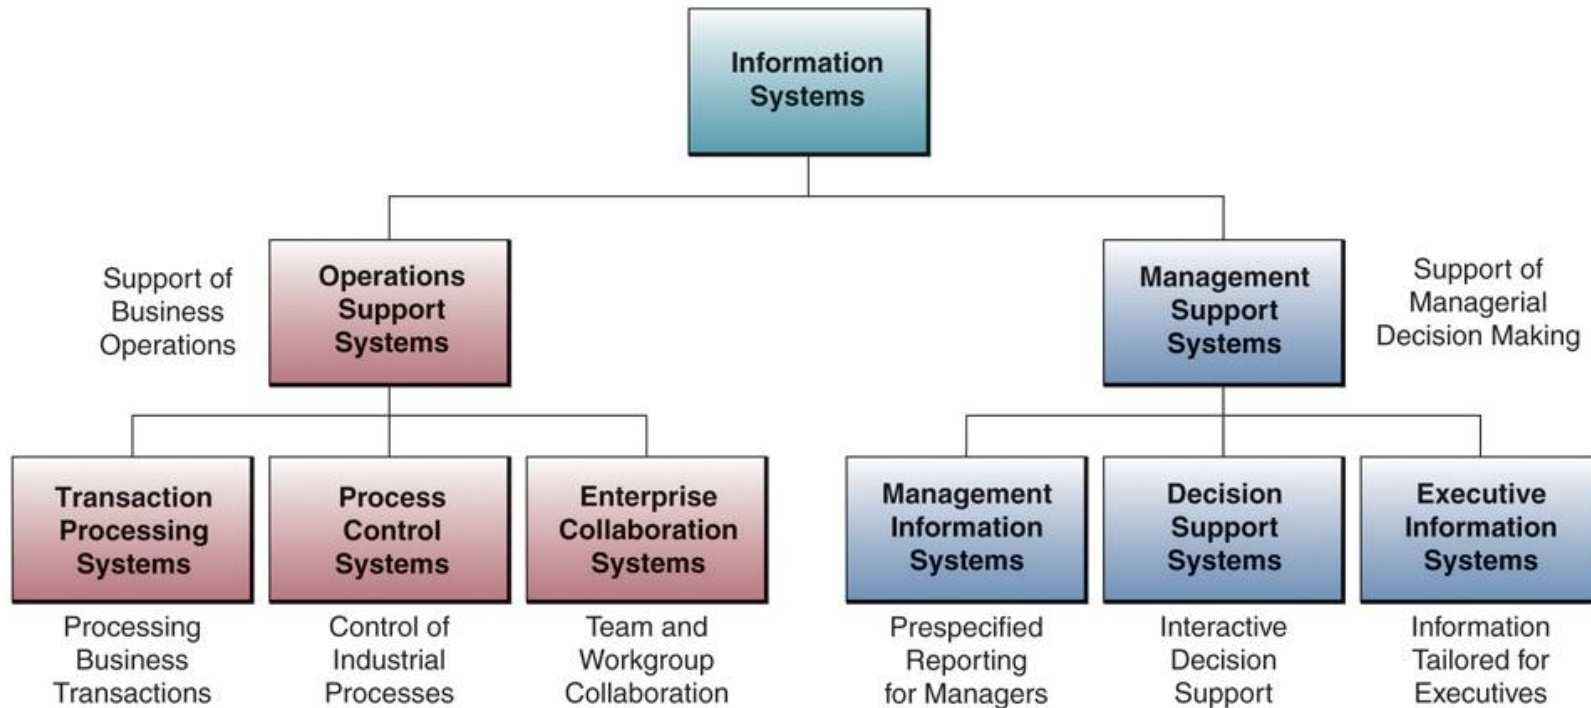 Information
Systems
Support of
Business
Operations
Operations
Support
Systems
Management
Support
Systems
Support of
Managerial
Decision Making
Transaction
Processing
Systems
Process
Control
Systems
Enterprise
Collaboration
Systems
Management
Information
Systems
Decision
Support
Systems
Executive
Information
Systems
Processing
Business
Transactions
Control of
Industrial
Processes
Team and
Workgroup
Collaboration
Prespecified
Reporting
for Managers
Interactive
Decision
Support
Information
Tailored for
Executives